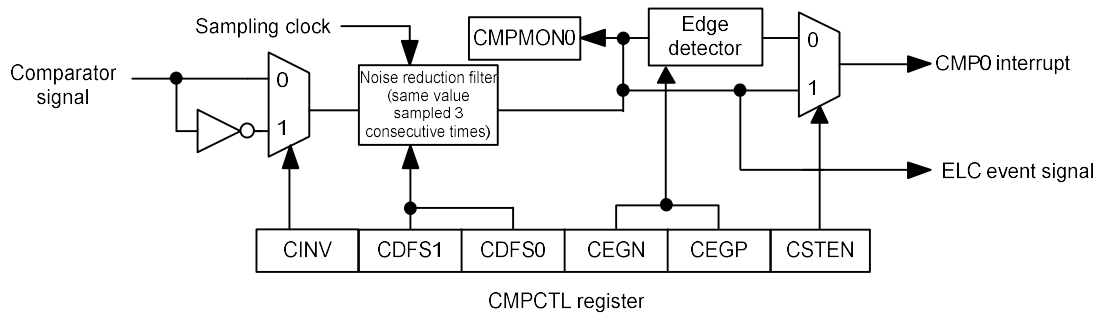 Sampling clock
CMPMON0
Edge
detector
0
1
CMP0 interrupt
Comparator
signal
0
1
Noise reduction filter
(same value
sampled 3
consecutive times)
ELC event signal
CINV
CDFS1
CDFS0
CEGN
CEGP
CSTEN
CMPCTL register